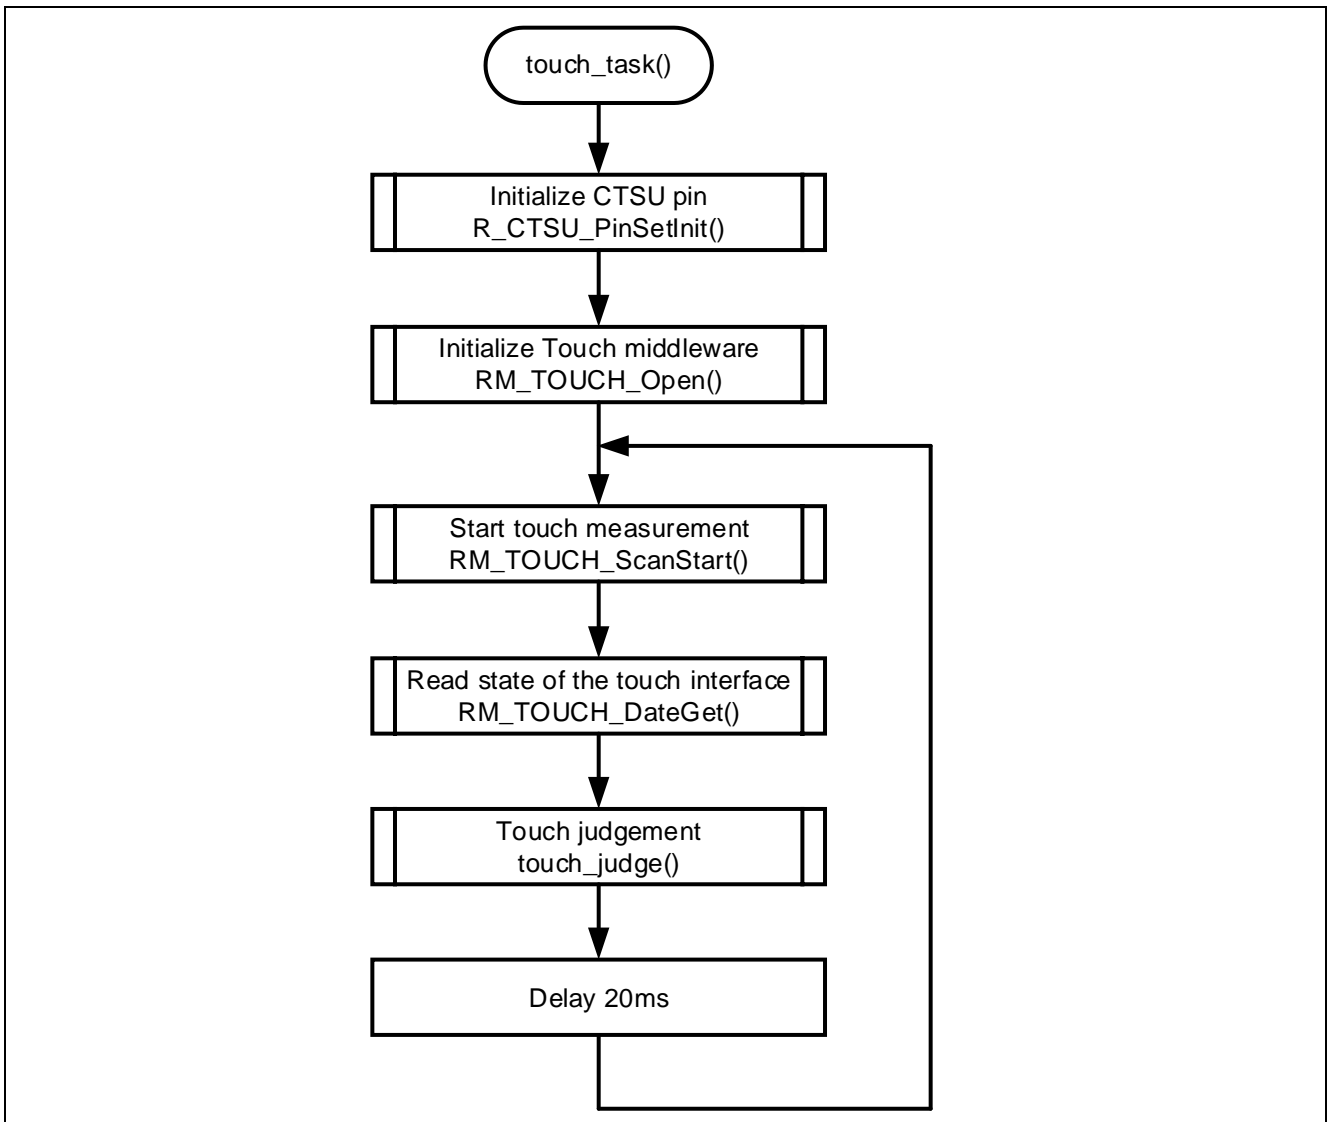 touch_task()
Initialize CTSU pin
R_CTSU_PinSetInit()
Initialize Touch middleware
RM_TOUCH_Open()
Start touch measurement
RM_TOUCH_ScanStart()
Read state of the touch interface
RM_TOUCH_DateGet()
Touch judgement
touch_judge()
Delay 20ms